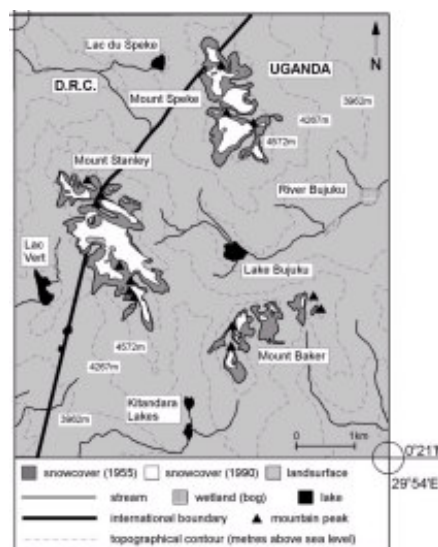 Lac du Speke
UGANDA
N
D.R.C.
Mount Speke
3962m
4267m
4572m
Mount Stanley
River Bujuku
Lac
Vert
Lake Bujuku
4572m
4267m
Mount Baker
3962m
Kitandara
Lakes
0 1km
0°21'N
29°54'E
snowcover (1955) snowcover (1990) landsurface
stream wetland (bog) lake
international boundary mountain peak
topographical contour (metres above sea level)